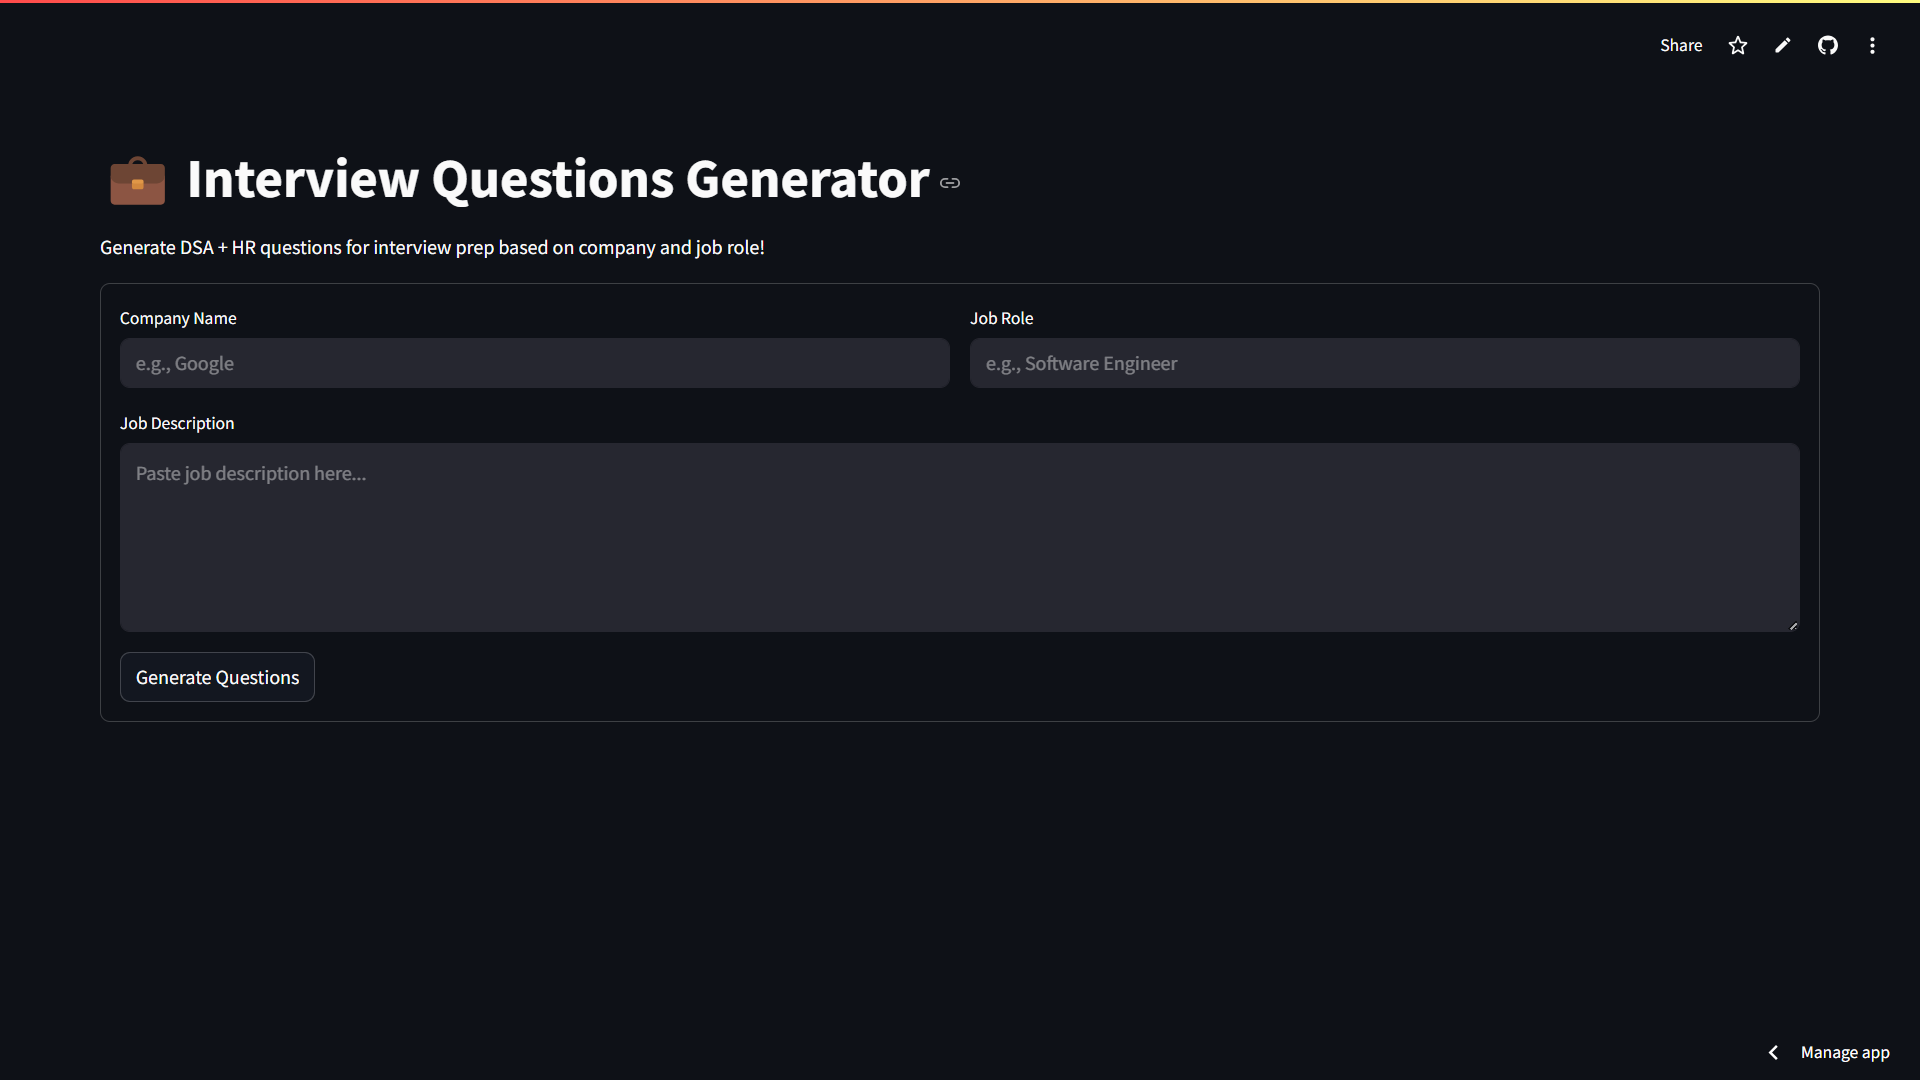 Share
Interview Questions Generator
Generate DSA + HR questions for interview prep based on company and job role!
Company Name
Job Role
e.g., Google
e.g., Software Engineer
Job Description
Paste job description here...
Generate Questions
Manage app